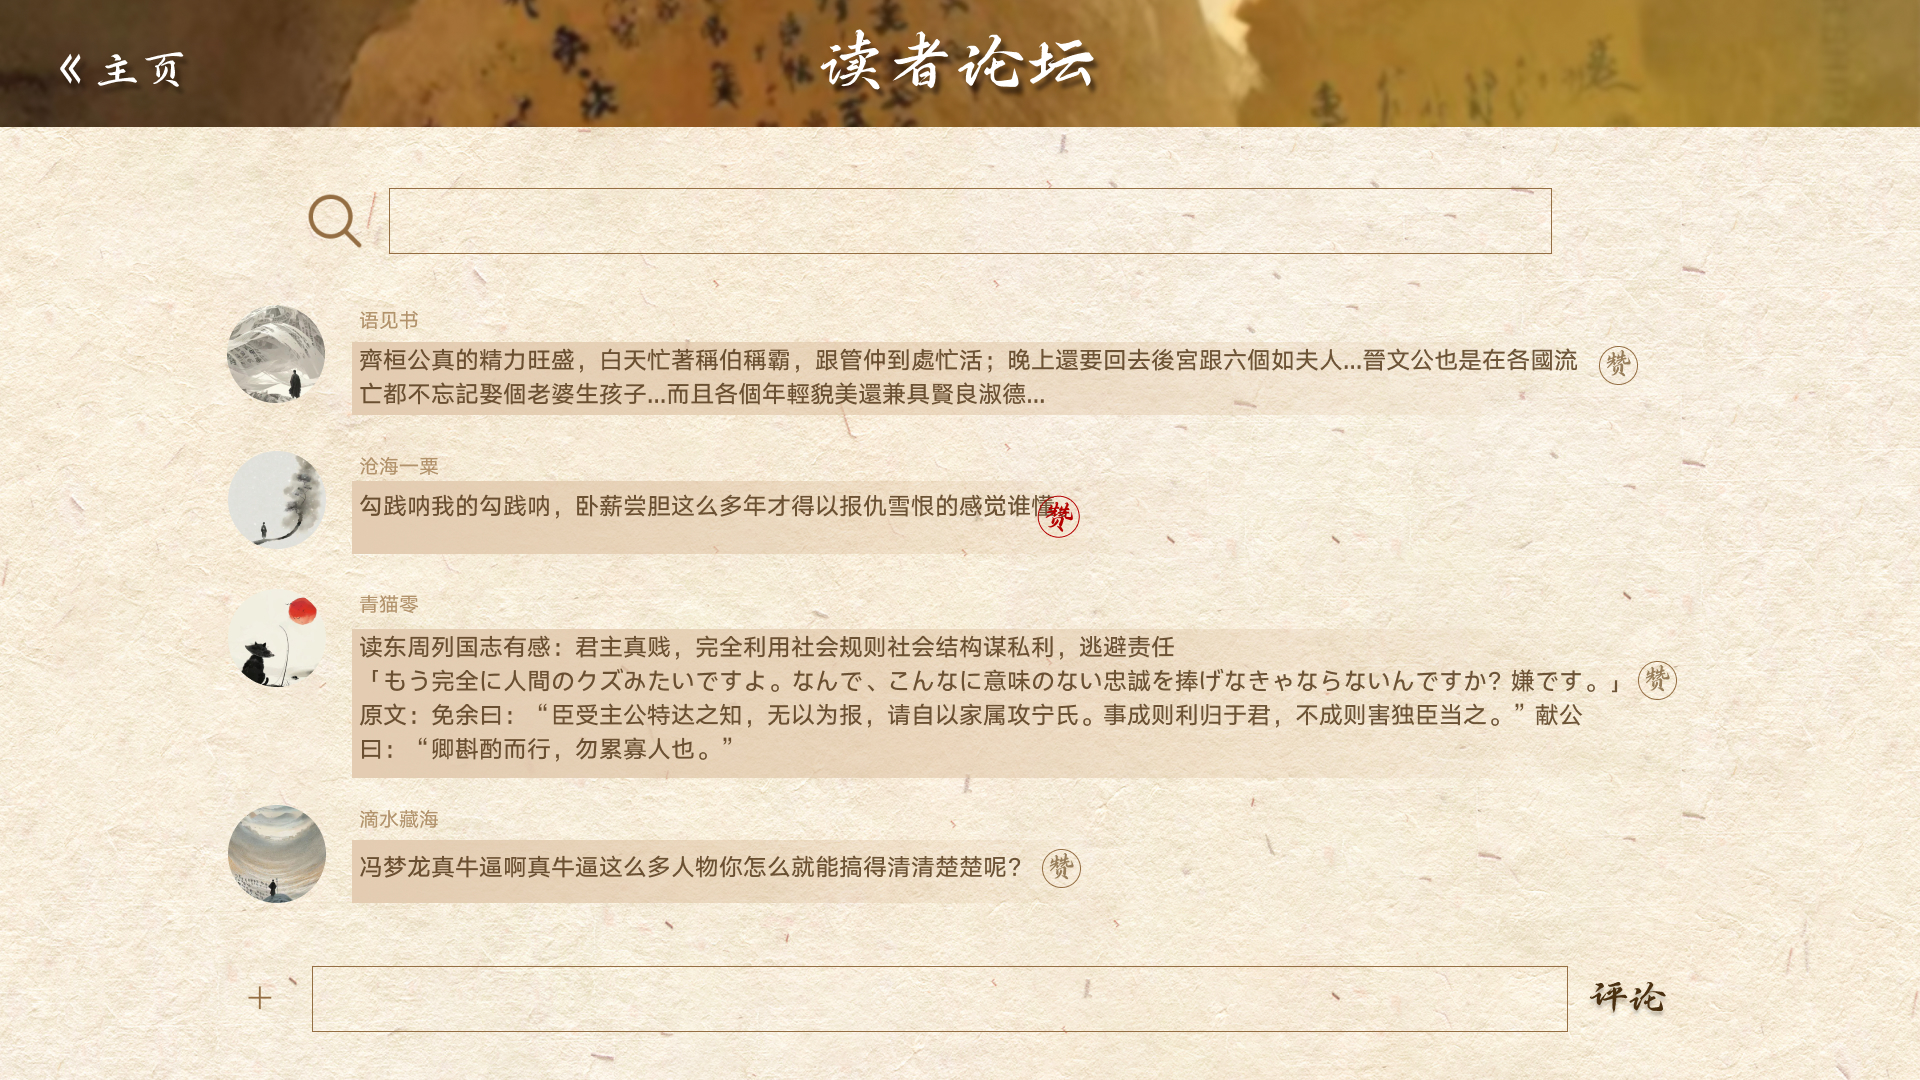 « 主页
读者论坛
语见书
齊桓公真的精力旺盛，白天忙著稱伯稱霸，跟管仲到處忙活；晚上還要回去後宮跟六個如夫人...晉文公也是在各國流
亡都不忘記娶個老婆生孩子...而且各個年輕貌美還兼具賢良淑德...
赞
沧海一粟
勾践呐我的勾践呐，卧薪尝胆这么多年才得以报仇雪恨的感觉谁懂
赞
青猫零
读东周列国志有感：君主真贱，完全利用社会规则社会结构谋私利，逃避责任
「もう完全に人間のクズみたいですよ。なんで、こんなに意味のない忠誠を捧げなきゃならないんですか？嫌です。」
赞
原文：免余曰：“臣受主公特达之知，无以为报，请自以家属攻宁氏。事成则利归于君，不成则害独臣当之。”献公
曰：“卿斟酌而行，勿累寡人也。”
滴水藏海
冯梦龙真牛逼啊真牛逼这么多人物你怎么就能搞得清清楚楚呢？
赞
+
评论